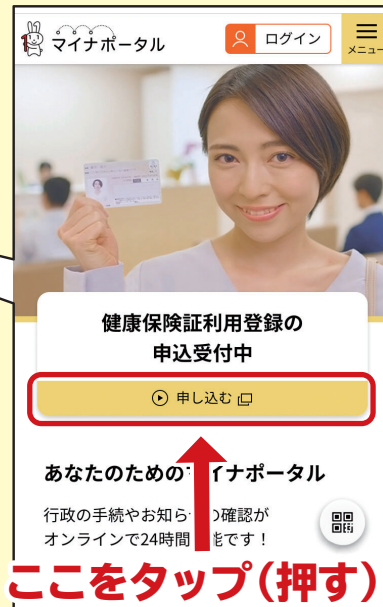 マイナポータル
ログイン
メニュー
健康保険証利用登録の
申込受付中
申し込む
あなたのための イナポータル
行政の手続やお知ら の確認が
オンラインで24時間 能です！
ここをタップ(押す)